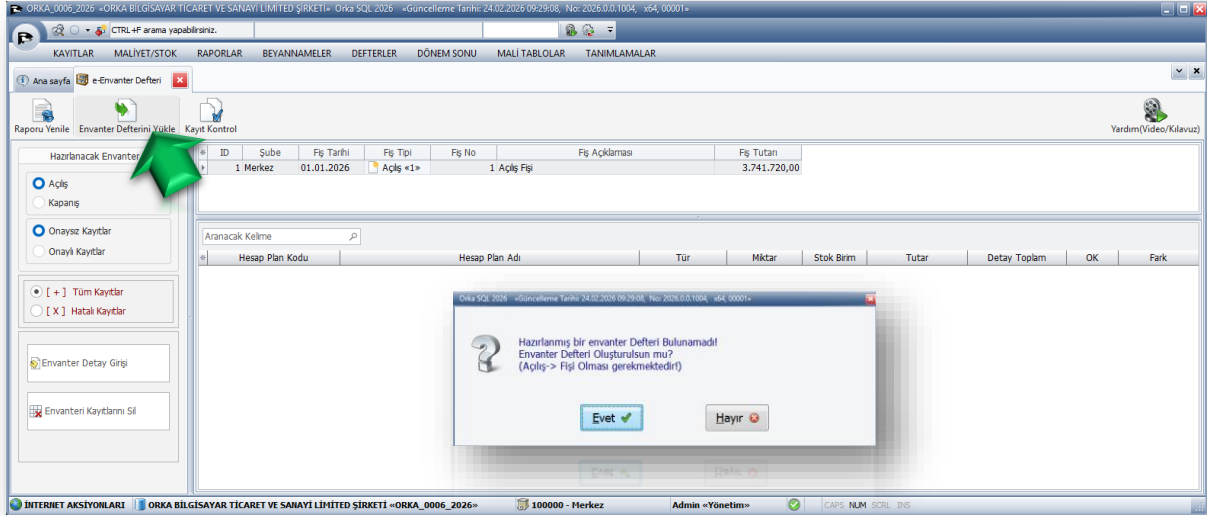 ORKA_0006_2026 «ORKA BİLGİSAYAR TİCARET VE SANAYİ LİMİTED ŞİRKETİ» Orka SQL 2026 «Güncelleme Tarihi: 24.02.2026 09:29:08, No: 2026.0.0.1004, x64, 00001»
CTRL+F arama yapabilirsiniz.
KAYITLAR MALİYET/STOK RAPORLAR BEYANNAMELER DEFTERLER DÖNEM SONU MALİ TABLOLAR TANIMLAMALAR
Ana sayfa e-Envanter Defteri
Raporu Yenile Envanter Defterini Yükle Kayıt Kontrol Yardım(Video/Kılavuz)
Hazırlanacak Envanter
Açılış
Kapanış
Onaysız Kayıtlar
Onaylı Kayıtlar
[ + ] Tüm Kayıtlar
[ X ] Hatalı Kayıtlar
Envanter Detay Girişi
Envanteri Kayıtlarını Sil
ID Şube Fiş Tarihi Fiş Tipi Fiş No Fiş Açıklaması Fiş Tutarı
1 Merkez 01.01.2026 Açılış «1» 1 Açılış Fişi 3.741.720,00
Aranacak Kelime
Hesap Plan Kodu Hesap Plan Adı Tür Miktar Stok Birim Tutar Detay Toplam OK Fark
Orka SQL 2026 «Güncelleme Tarihi: 24.02.2026 09:29:08, No: 2026.0.0.1004, x64, 00001»
Hazırlanmış bir envanter Defteri Bulunamadı!
Envanter Defteri Oluşturulsun mu?
(Açılış-> Fişi Olması gerekmektedir!)
Evet Hayır
İNTERNET AKSİYONLARI ORKA BİLGİSAYAR TİCARET VE SANAYİ LİMİTED ŞİRKETİ «ORKA_0006_2026» 100000 - Merkez Admin «Yönetim» CAPS NUM SCRL INS